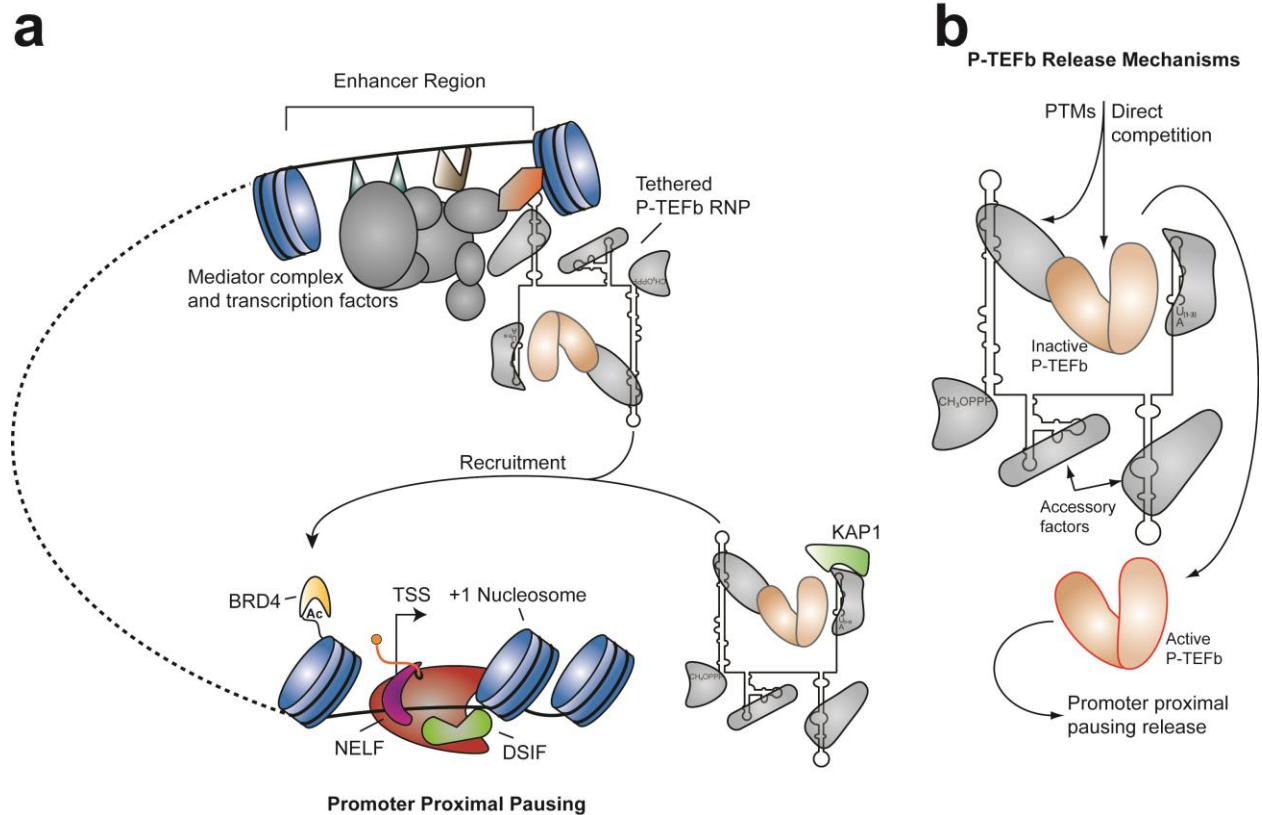 a
Enhancer Region
Tethered
P-TEFb RNP
CH₃OPPP
Mediator complex
and transcription factors
Recruitment
KAP1
BRD4
Ac
TSS
+1 Nucleosome
CH₃OPPP
NELF
DSIF
Promoter Proximal Pausing
b
P-TEFb Release Mechanisms
PTMs
Direct
competition
U(1-3)
A
Inactive
P-TEFb
CH₃OPPP
Accessory
factors
Active
P-TEFb
Promoter proximal
pausing release